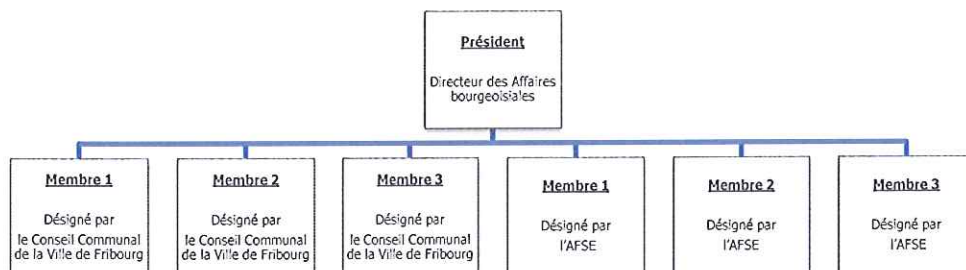 Président
Directeur des Affaires
bourgeoisiales
Membre 1
Désigné par
le Conseil Communal
de la Ville de Fribourg
Membre 2
Désigné par
le Conseil Communal
de la Ville de Fribourg
Membre 3
Désigné par
le Conseil Communal
de la Ville de Fribourg
Membre 1
Désigné par
l'AFSE
Membre 2
Désigné par
l'AFSE
Membre 3
Désigné par
l'AFSE